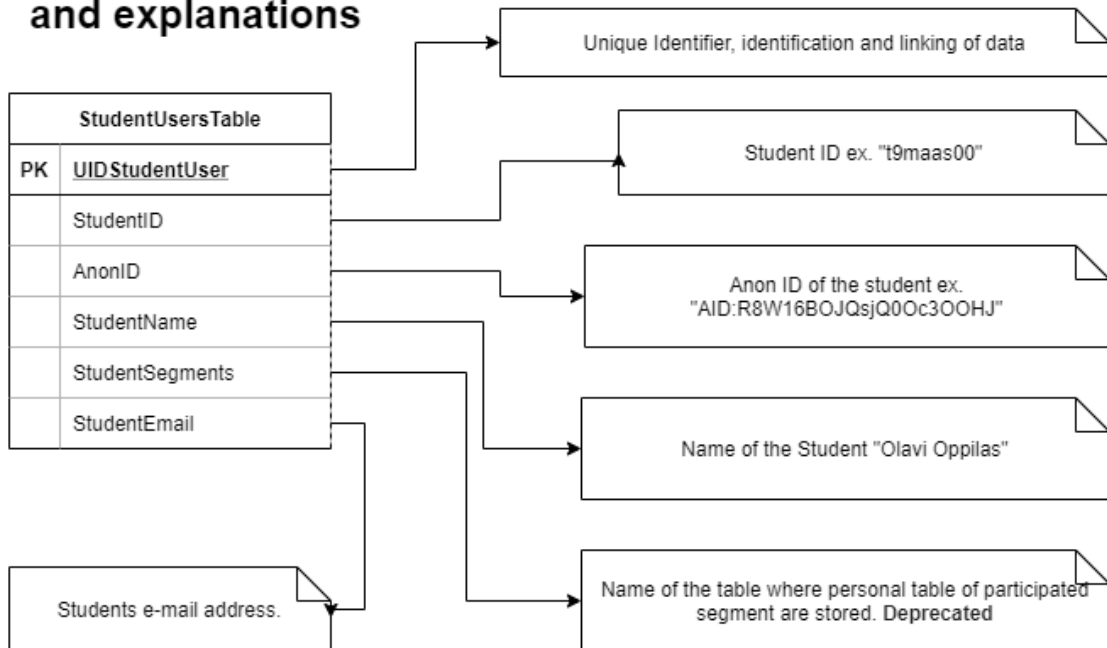 and explanations
Unique Identifier, identification and linking of data
StudentUsersTable
PK UIDStudentUser
Student ID ex. "t9maas00"
StudentID
AnonID
Anon ID of the student ex.
"AID:R8W16BOJQsjQ0Oc3OOHJ"
StudentName
StudentSegments
StudentEmail
Name of the Student "Olavi Oppilas"
Name of the table where personal table of participated
segment are stored. Deprecated
Students e-mail address.